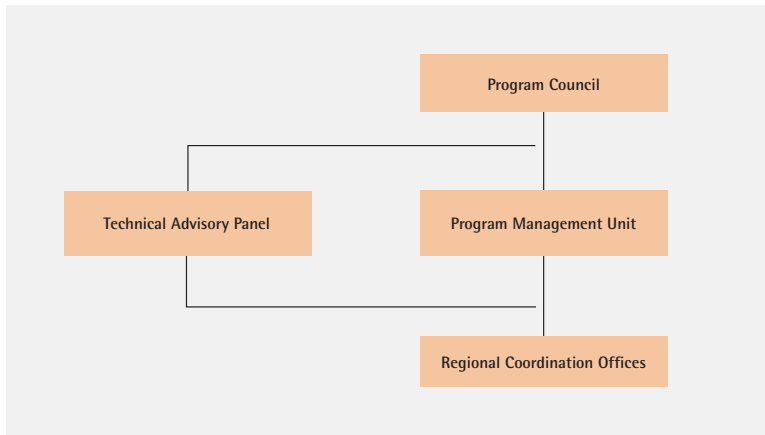 Program Council
Technical Advisory Panel
Program Management Unit
Regional Coordination Offices